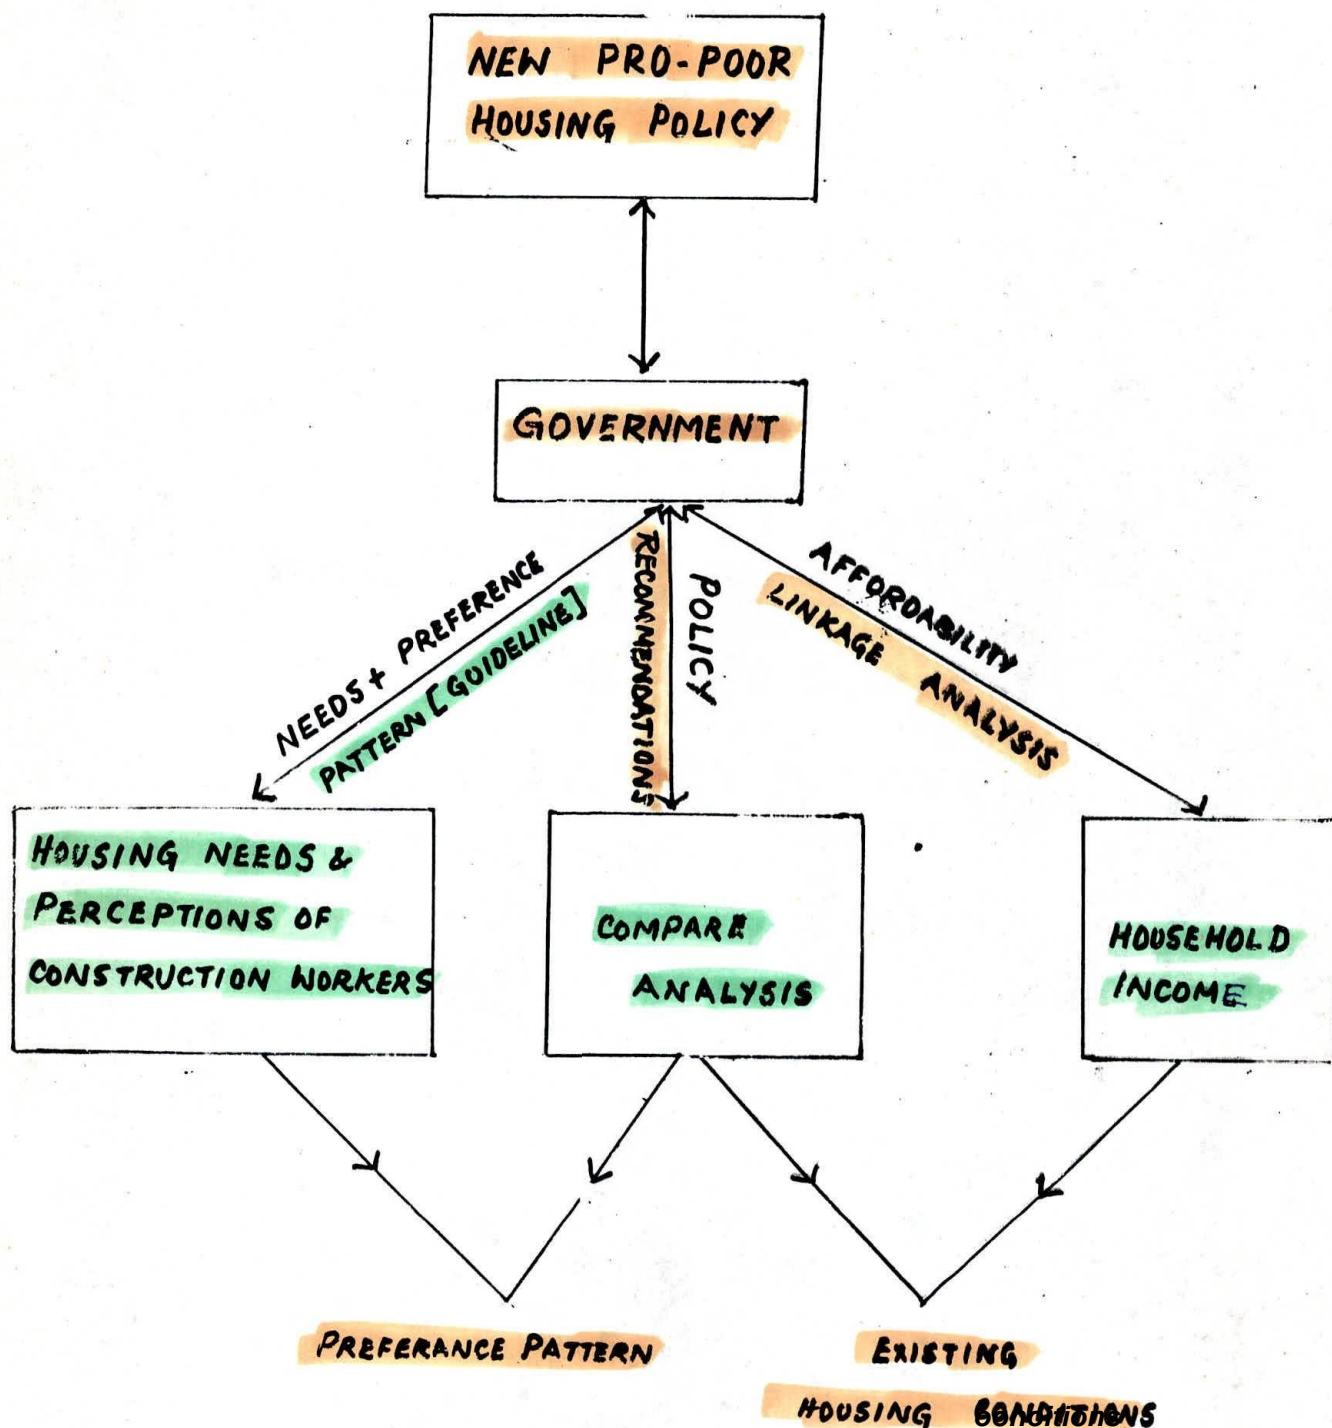 NEW PRO-POOR
HOUSING POLICY
GOVERNMENT
NEEDS + PREFERENCE
PATTERN [GUIDELINE]
RECOMMENDATIONS
POLICY
AFFORDABILITY
LINKAGE ANALYSIS
HOUSING NEEDS &
PERCEPTIONS OF
CONSTRUCTION WORKERS
COMPARE
ANALYSIS
HOUSEHOLD
INCOME
PREFERANCE PATTERN
EXISTING
HOUSING CONDITIONS